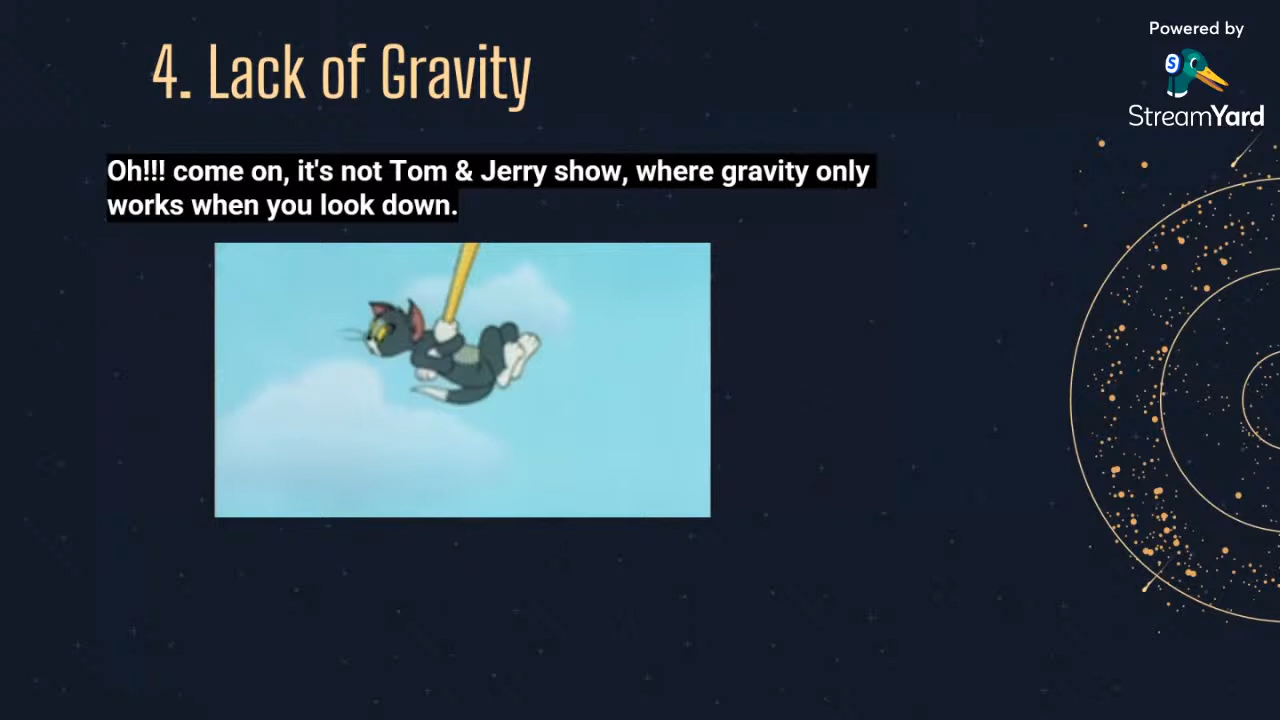 Powered by
S
StreamYard
4. Lack of Gravity
Oh!!! come on, it's not Tom & Jerry show, where gravity only
works when you look down.